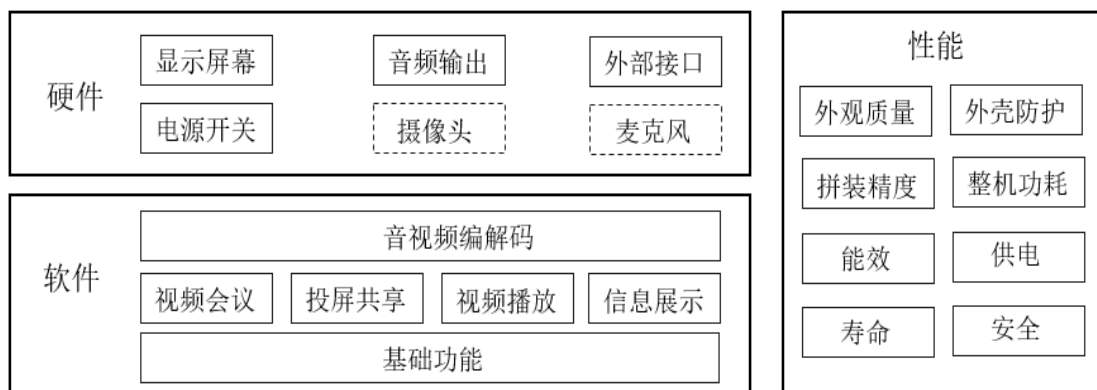 硬件
显示屏幕
音频输出
外部接口
电源开关
摄像头
麦克风
软件
音视频编解码
视频会议
投屏共享
视频播放
信息展示
基础功能
性能
外观质量
外壳防护
拼装精度
整机功耗
能效
供电
寿命
安全